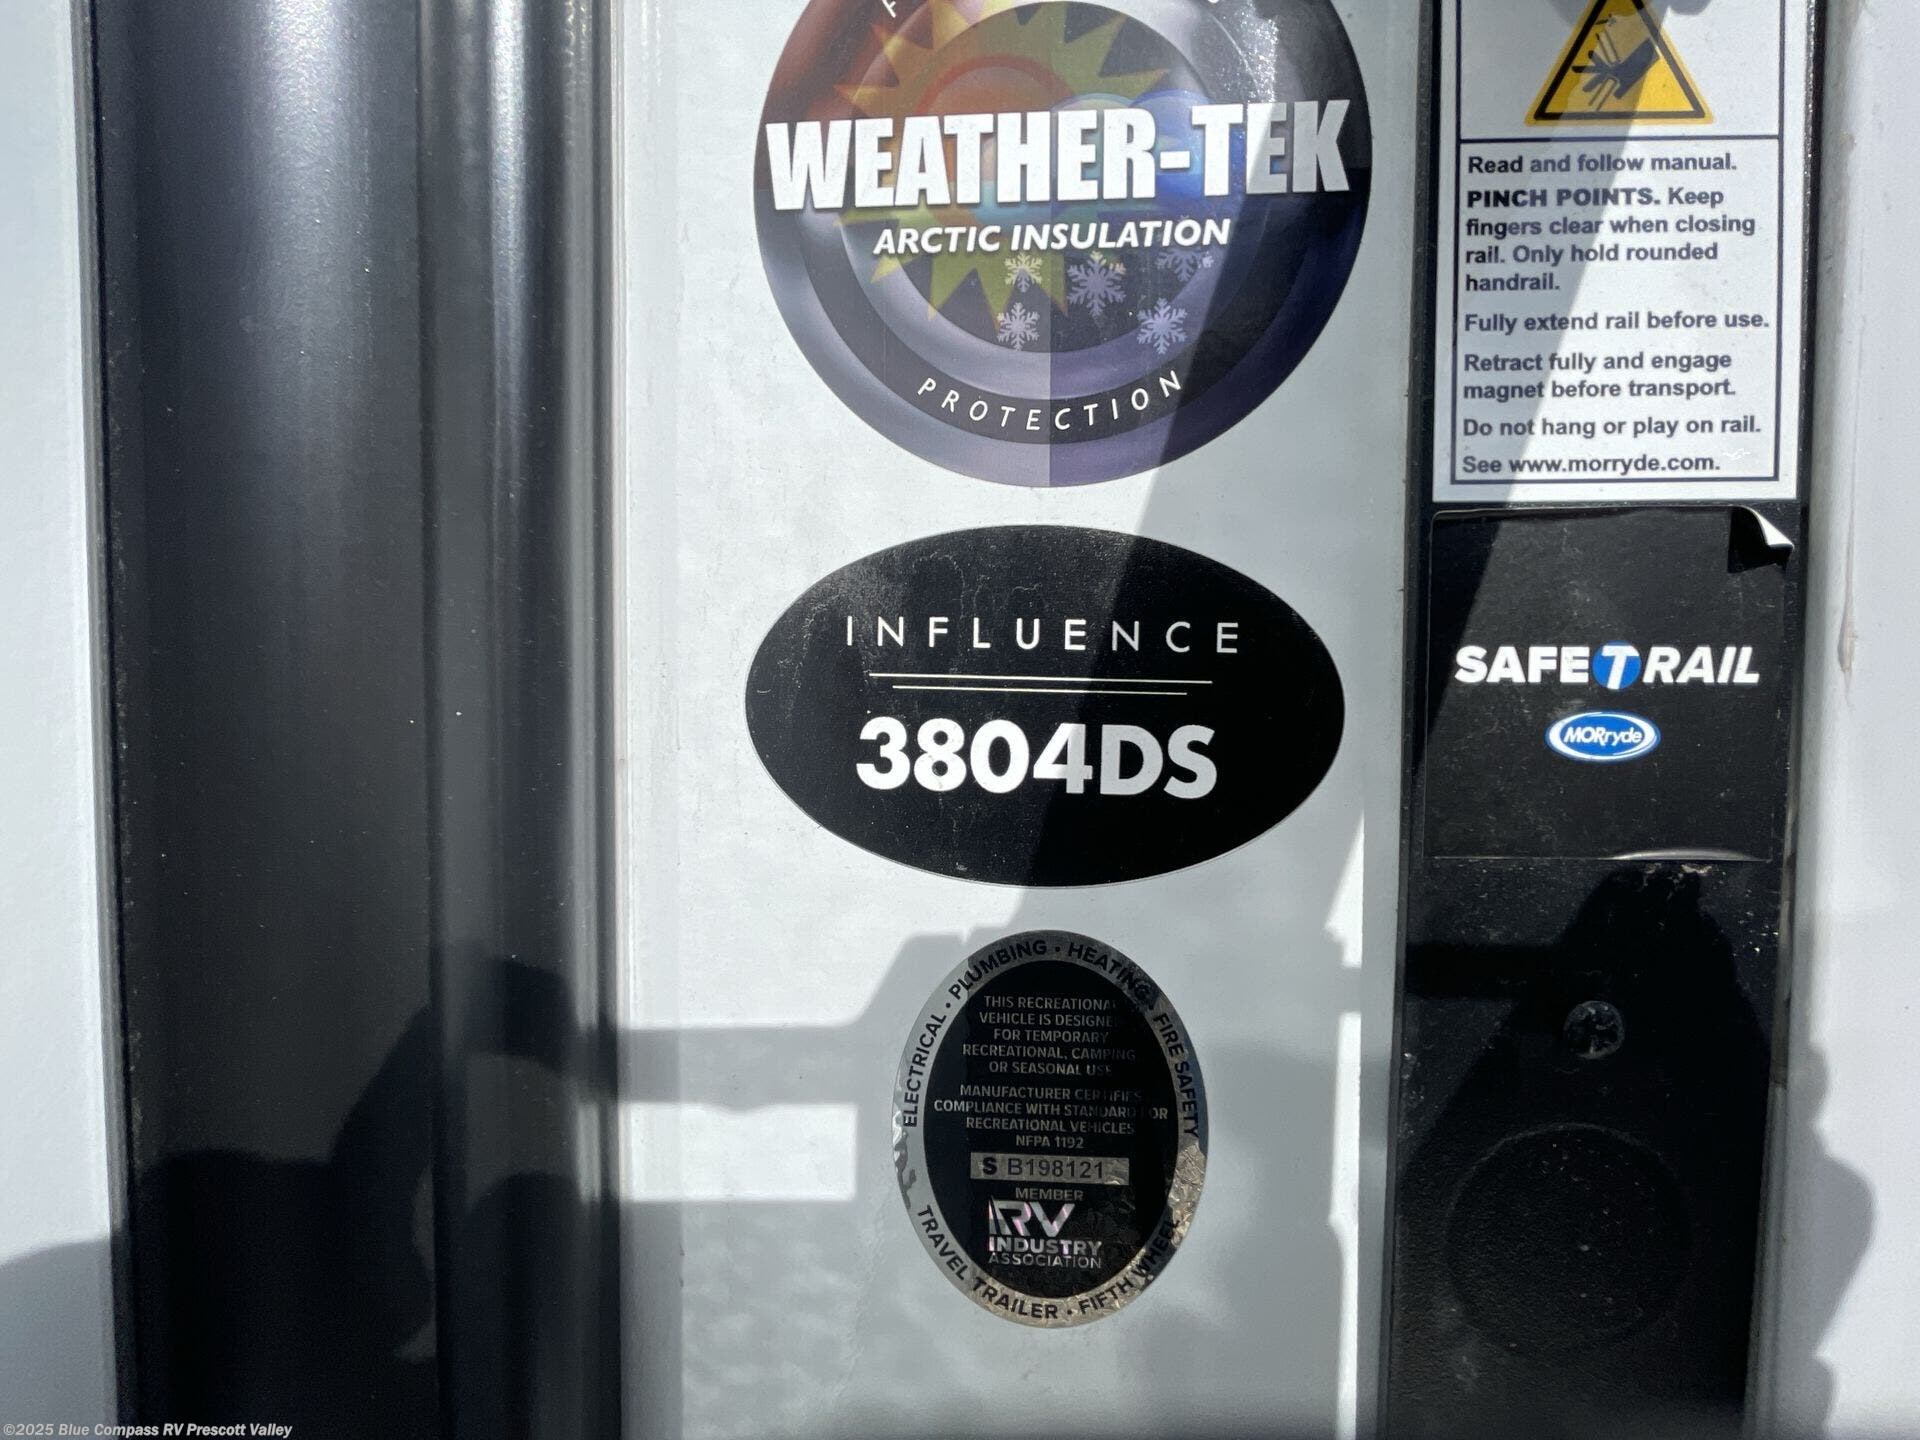 WEATHER-TEK
ARCTIC INSULATION
PROTECTION
INFLUENCE
3804DS
ELECTRICAL • PLUMBING • HEATING • FIRE SAFETY
THIS RECREATIONAL
VEHICLE IS DESIGNE
FOR TEMPORARY
RECREATIONAL, CAMPING
OR SEASONAL USE
MANUFACTURER CERTIFIES
COMPLIANCE WITH STANDARD FOR
RECREATIONAL VEHICLES
NFPA 1192
S B198121
MEMBER
RV
INDUSTRY
ASSOCIATION
TRAVEL TRAILER • FIFTH WHEEL
Read and follow manual.
PINCH POINTS. Keep
fingers clear when closing
rail. Only hold rounded
handrail.
Fully extend rail before use.
Retract fully and engage
magnet before transport.
Do not hang or play on rail.
See www.morryde.com.
SAFETRAIL
MORryde
©2025 Blue Compass RV Prescott Valley